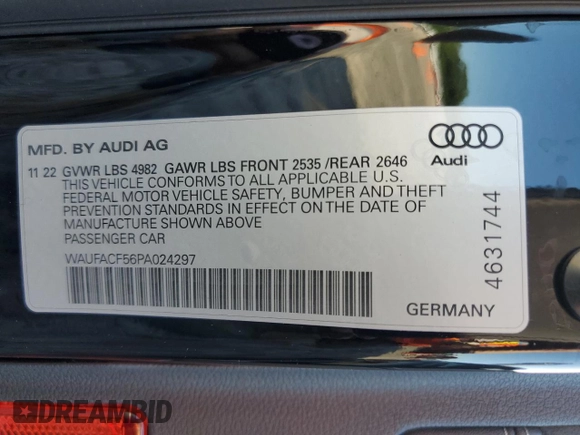 MFD. BY AUDI AG
Audi
11 22 GVWR LBS 4982 GAWR LBS FRONT 2535 /REAR 2646
THIS VEHICLE CONFORMS TO ALL APPLICABLE U.S.
FEDERAL MOTOR VEHICLE SAFETY, BUMPER AND THEFT
PREVENTION STANDARDS IN EFFECT ON THE DATE OF
MANUFACTURE SHOWN ABOVE
PASSENGER CAR
WAUFACF56PA024297
4631744
GERMANY
DREAMBID